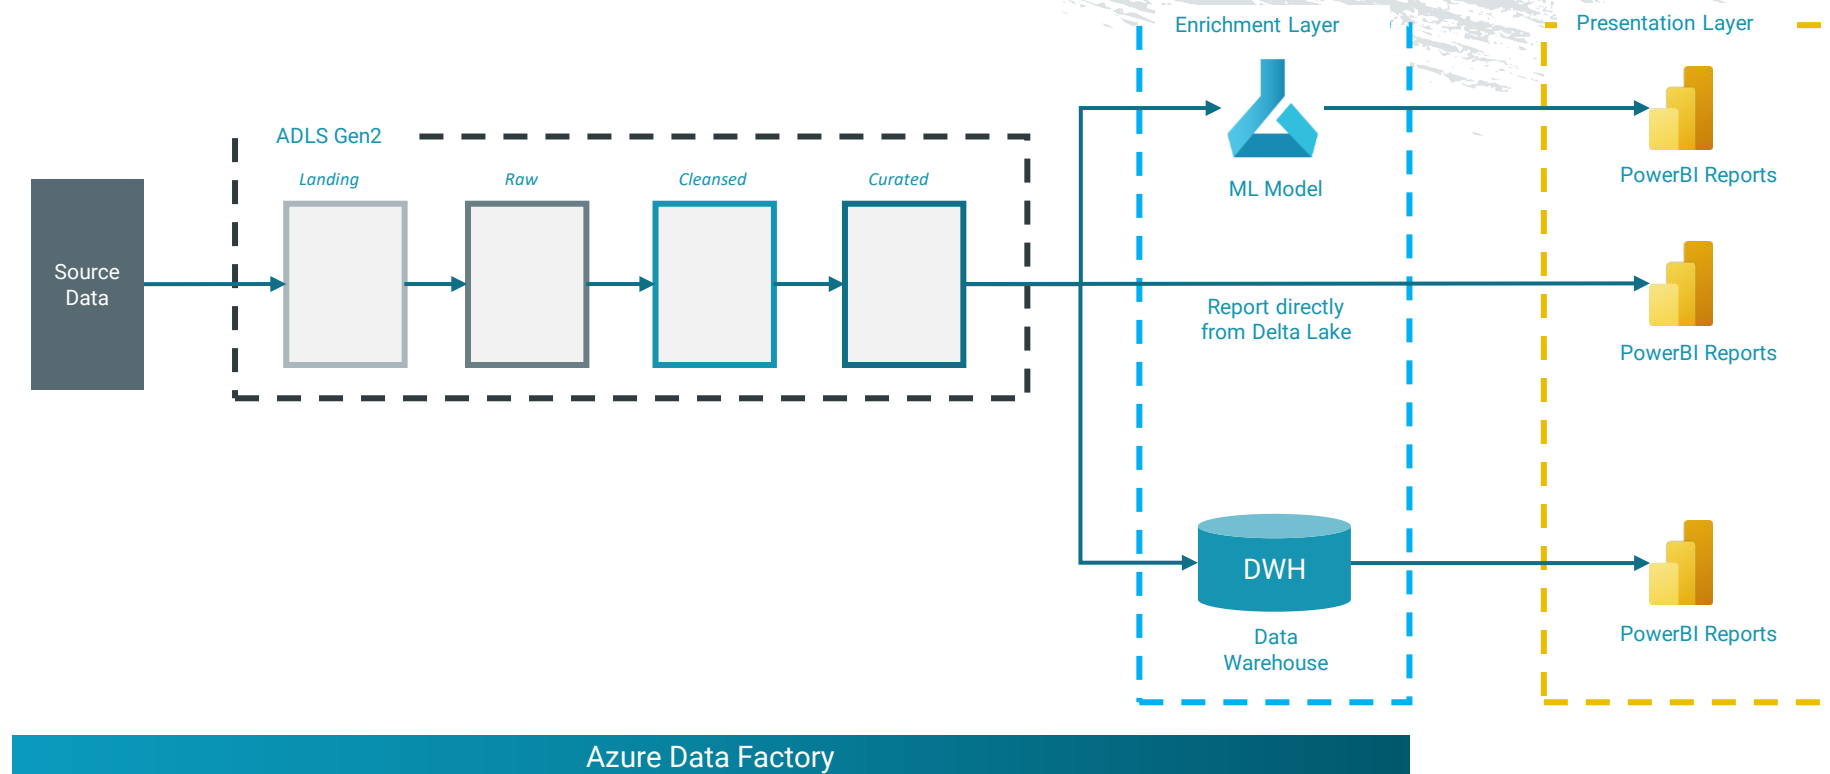 Enrichment Layer
Presentation Layer
ADLS Gen2
Landing
Raw
Cleansed
Curated
Source
Data
ML Model
PowerBI Reports
Report directly
from Delta Lake
PowerBI Reports
DWH
Data
Warehouse
PowerBI Reports
Azure Data Factory